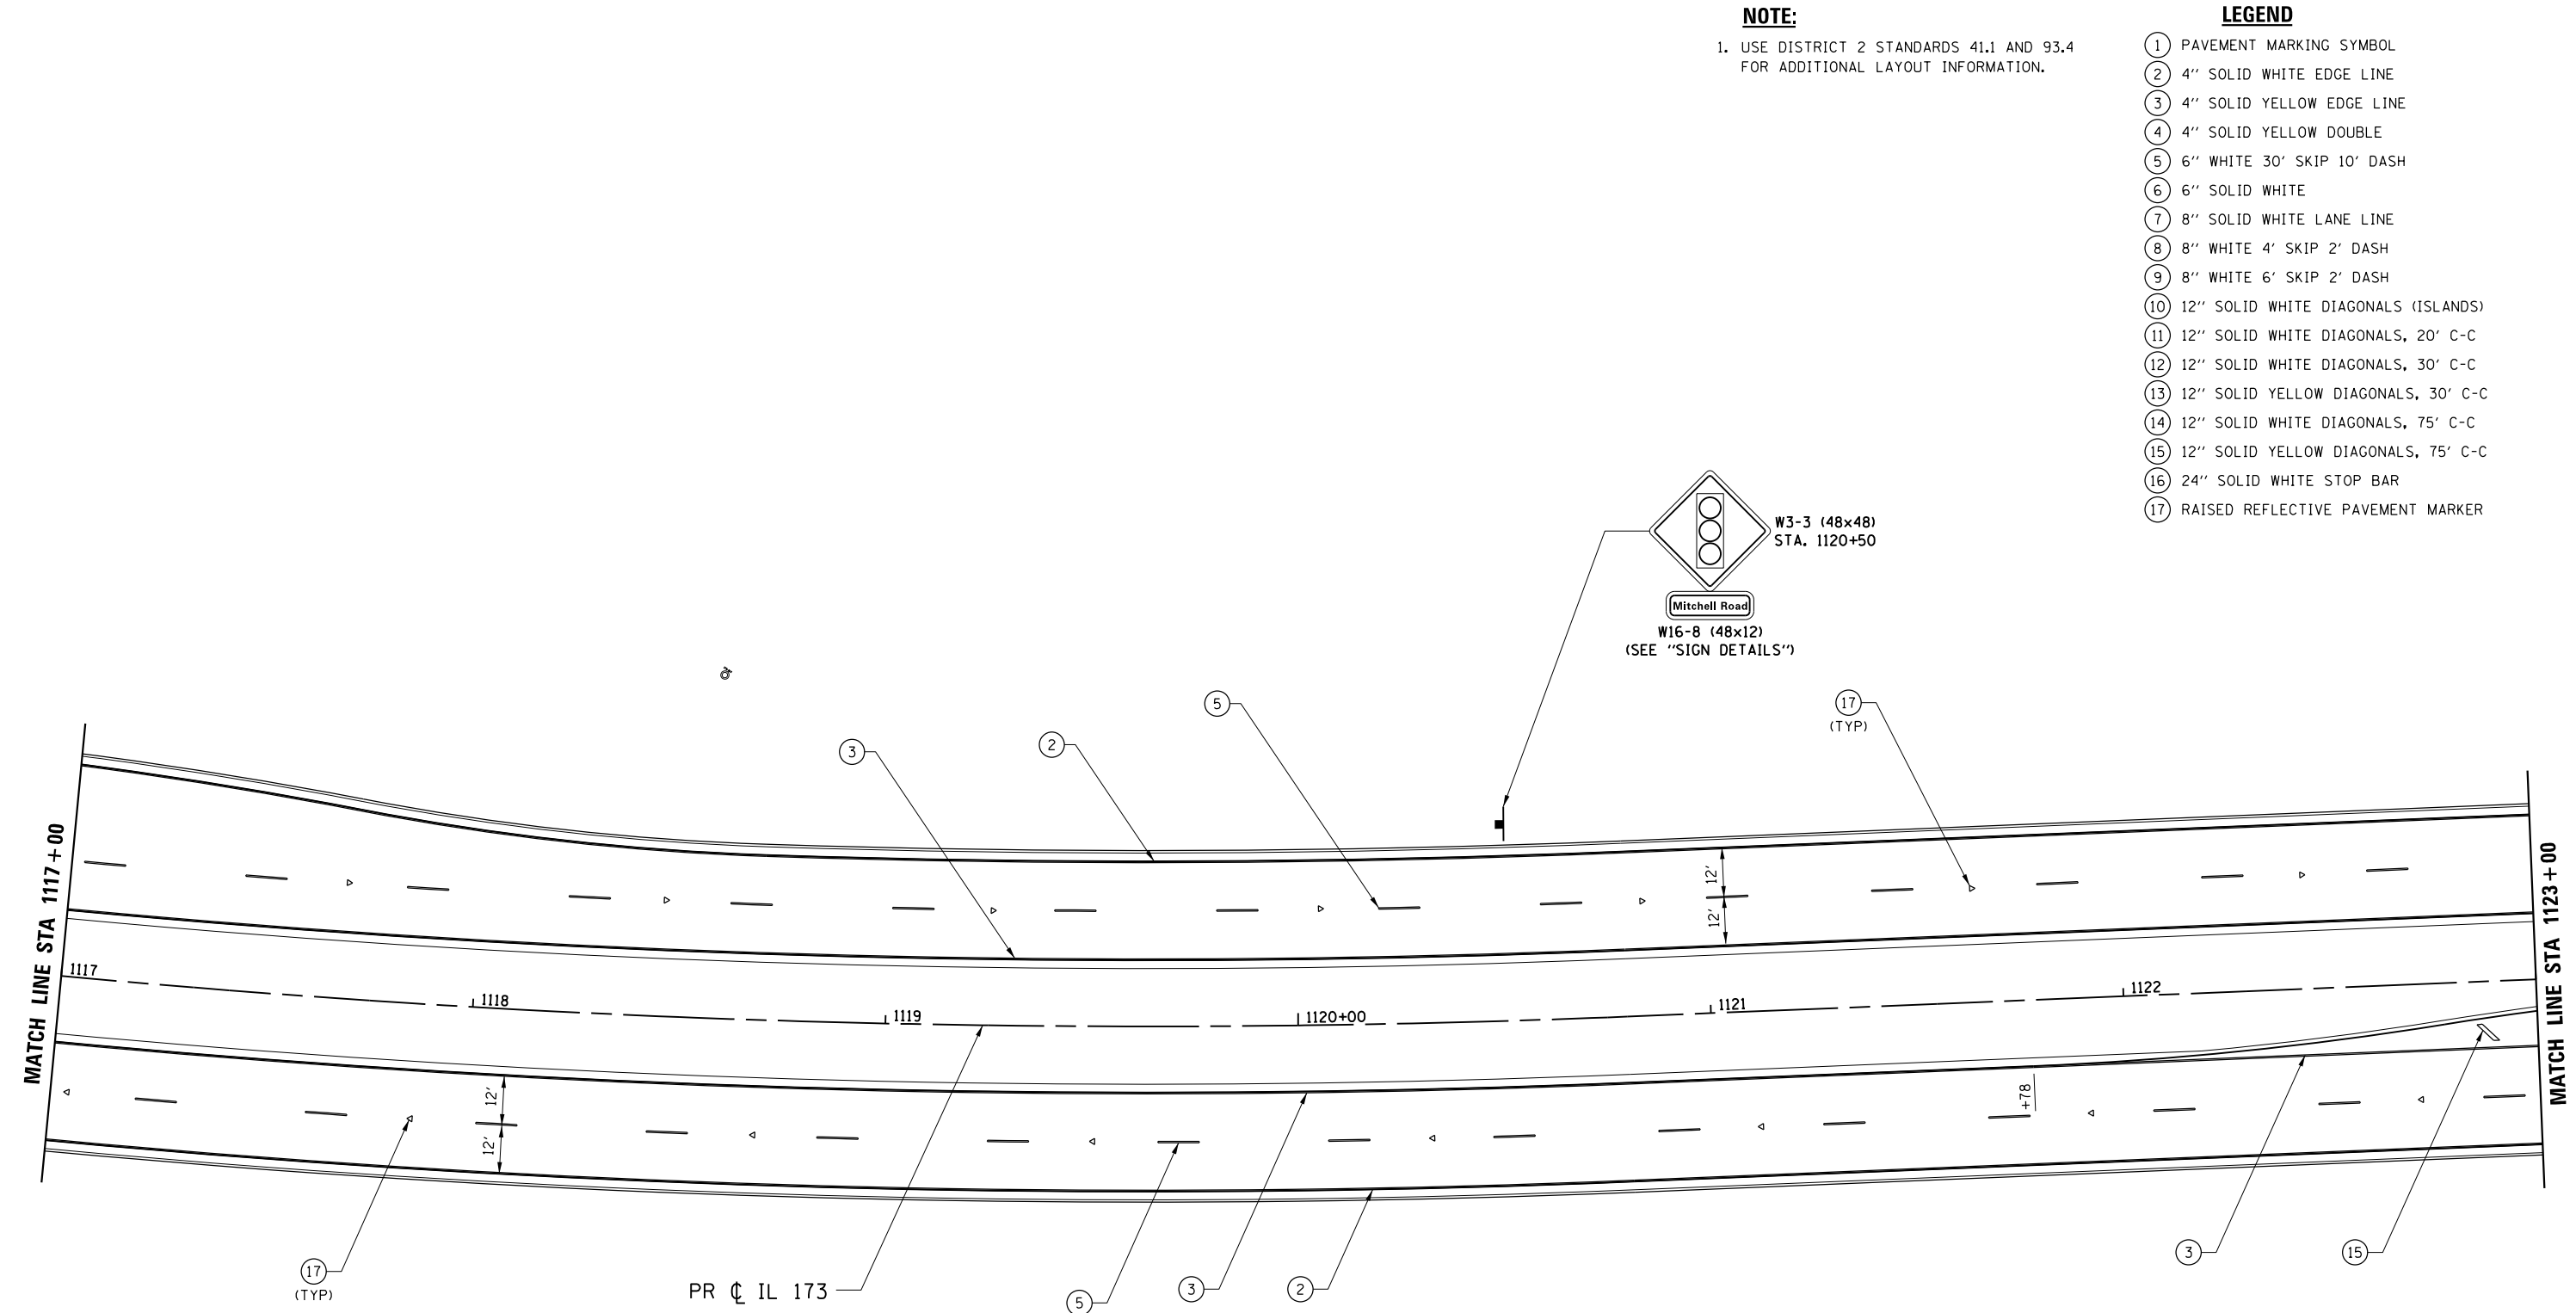 NOTE:
1. USE DISTRICT 2 STANDARDS 41.1 AND 93.4
FOR ADDITIONAL LAYOUT INFORMATION.
LEGEND
1 PAVEMENT MARKING SYMBOL
2 4'' SOLID WHITE EDGE LINE
3 4'' SOLID YELLOW EDGE LINE
4 4'' SOLID YELLOW DOUBLE
5 6'' WHITE 30' SKIP 10' DASH
6 6'' SOLID WHITE
7 8'' SOLID WHITE LANE LINE
8 8'' WHITE 4' SKIP 2' DASH
9 8'' WHITE 6' SKIP 2' DASH
10 12'' SOLID WHITE DIAGONALS (ISLANDS)
11 12'' SOLID WHITE DIAGONALS, 20' C-C
12 12'' SOLID WHITE DIAGONALS, 30' C-C
13 12'' SOLID YELLOW DIAGONALS, 30' C-C
14 12'' SOLID WHITE DIAGONALS, 75' C-C
15 12'' SOLID YELLOW DIAGONALS, 75' C-C
16 24'' SOLID WHITE STOP BAR
17 RAISED REFLECTIVE PAVEMENT MARKER
W3-3 (48x48)
STA. 1120+50
Mitchell Road
W16-8 (48x12)
(SEE ''SIGN DETAILS'')
3
2
5
17
(TYP)
MATCH LINE STA 1117+00
12'
12'
MATCH LINE STA 1123+00
1117
1118
1119
1120+00
1121
1122
12'
12'
+78
17
(TYP)
PR ℄ IL 173
5
3
2
3
15